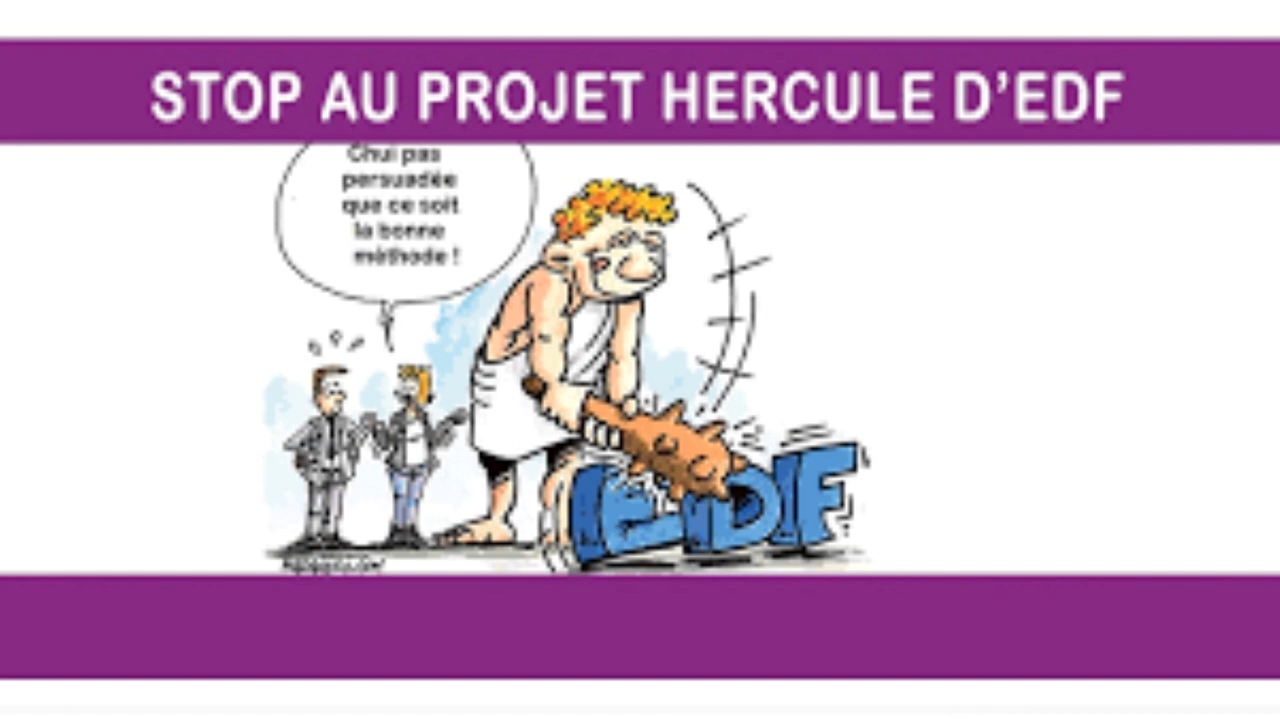 STOP AU PROJET HERCULE D'EDF
Chui pas
persuadée
que ce soit
la bonne
méthode !
EDF